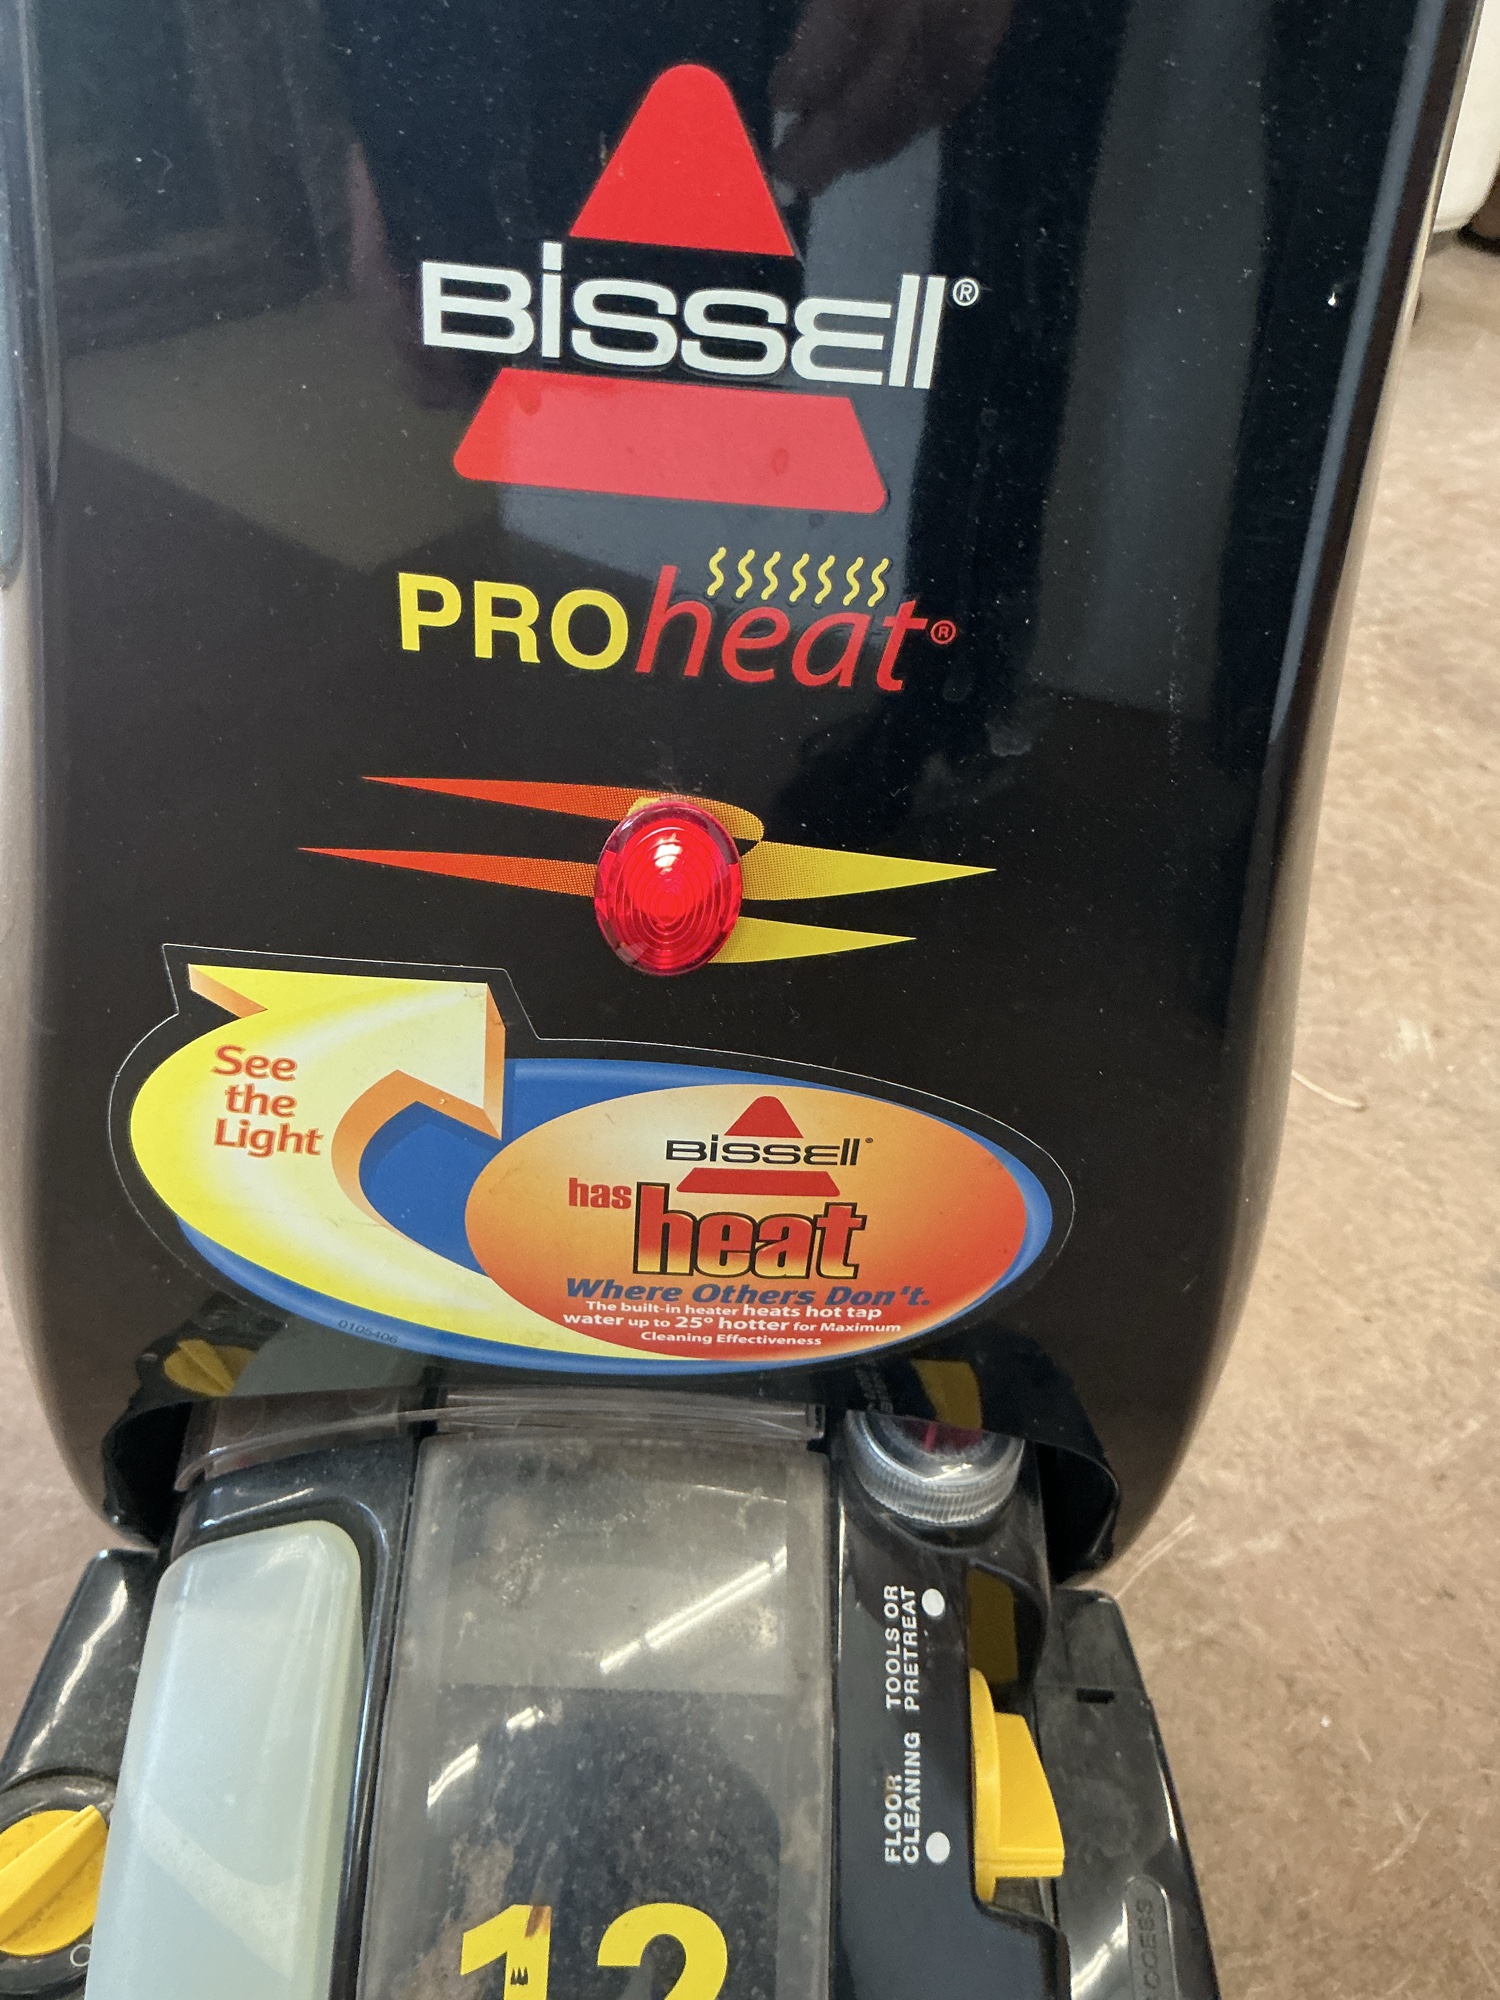 BISSELL®
PROheat®
See
the
Light
BISSELL®
has
heat
Where Others Don't.
The built-in heater heats hot tap
water up to 25° hotter for Maximum
Cleaning Effectiveness
0105406
TOOLS OR
PRETREAT
FLOOR
CLEANING
12